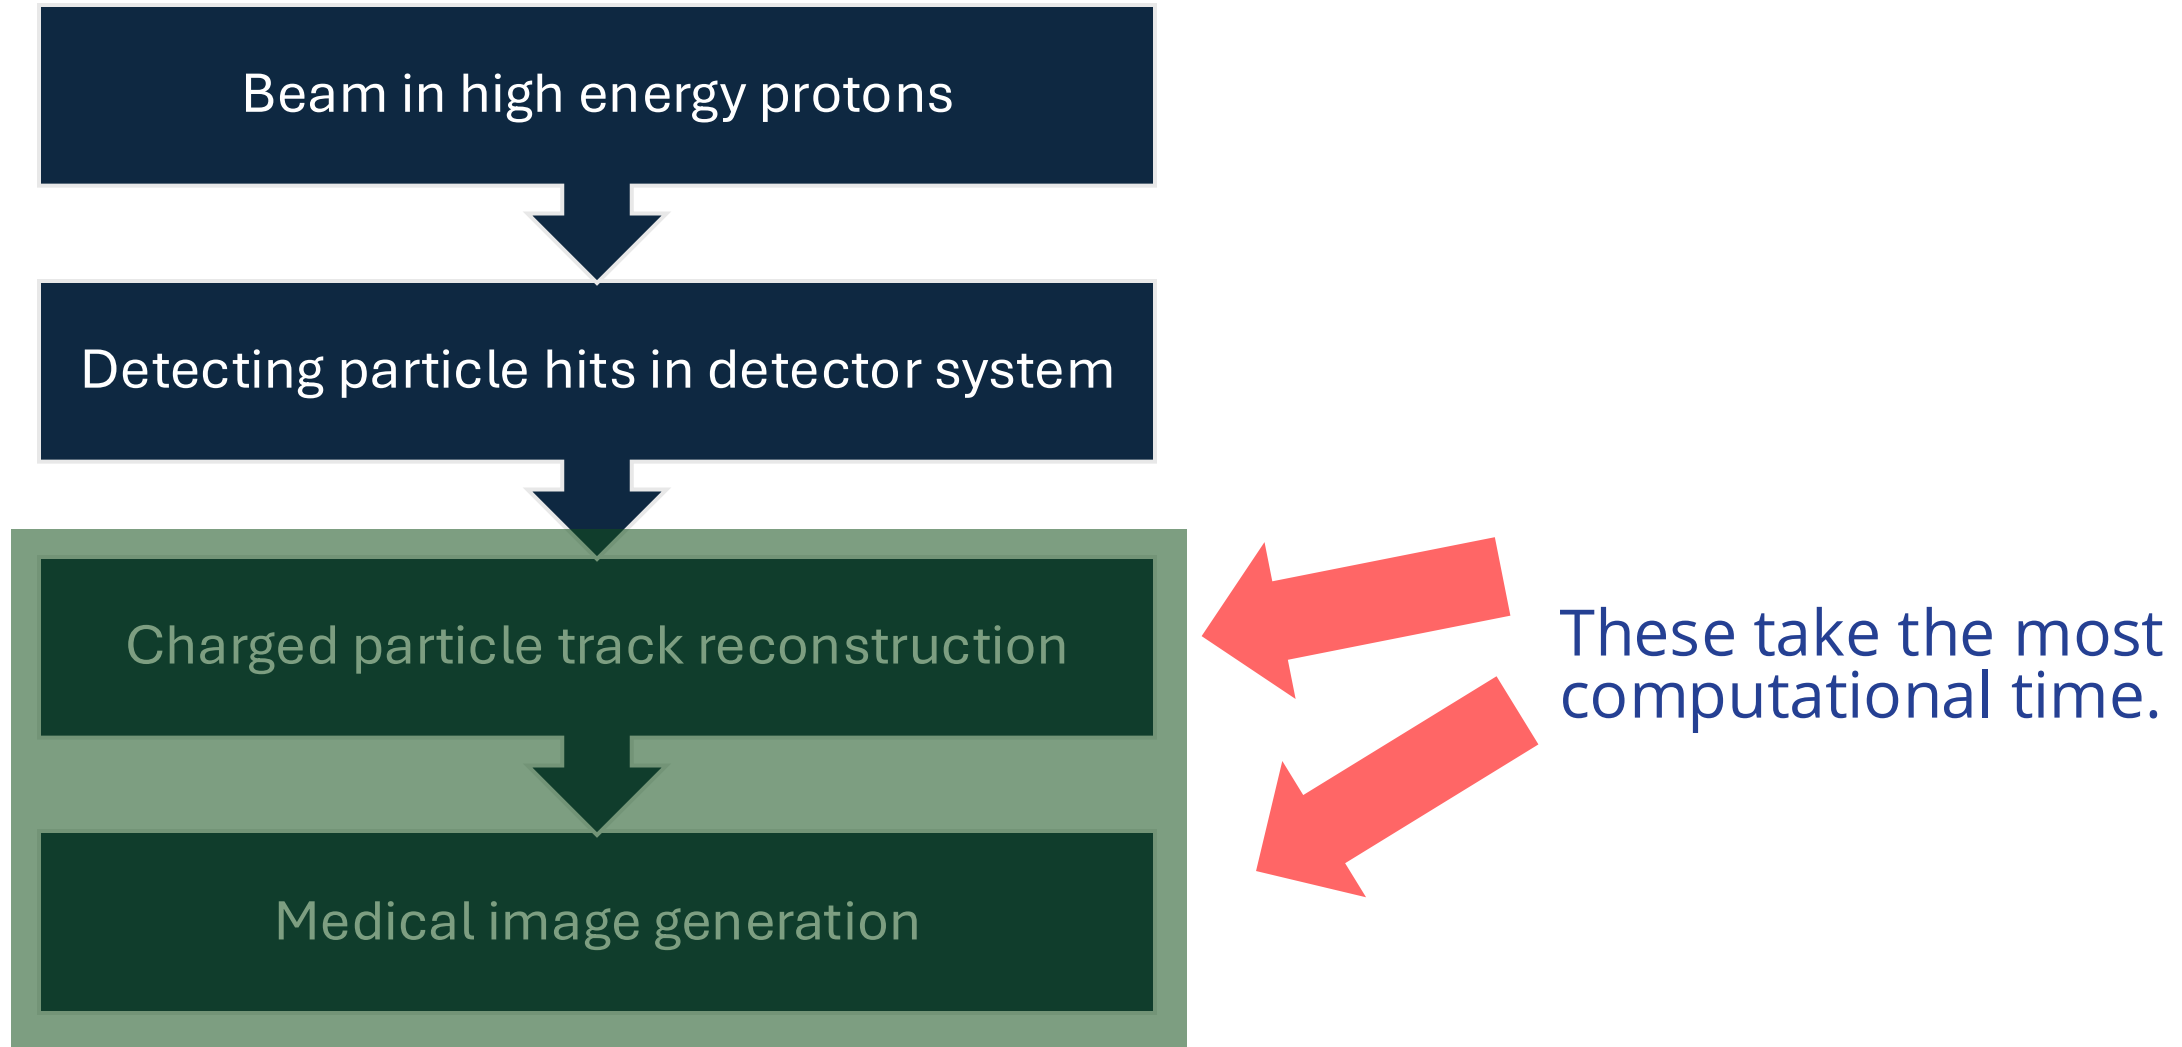 Beam in high energy protons
Detecting particle hits in detector system
Charged particle track reconstruction
These take the most
computational time.
Medical image generation